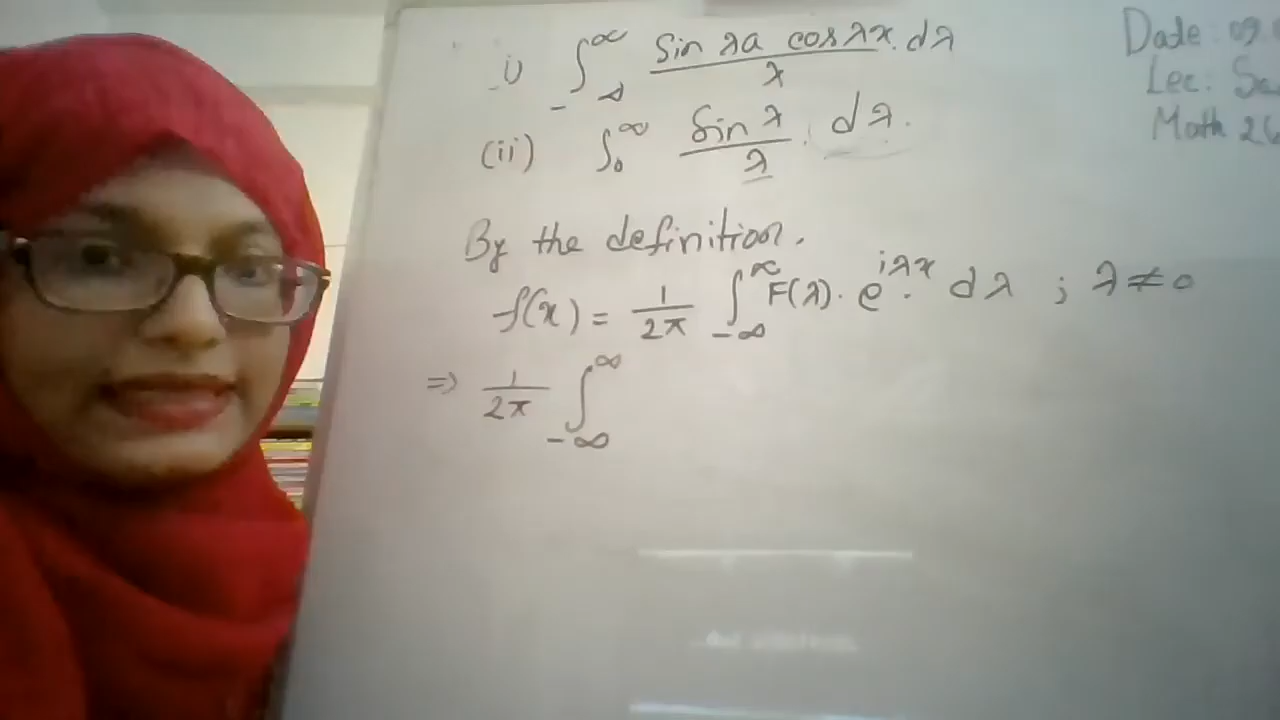 i) ∫_{-∞}^{∞} sin λa cos λx / λ . dλ
(ii) ∫_0^∞ sin λ / λ . dλ.
By the definition.
f(x) = 1/2π ∫_{-∞}^{∞} F(λ). e^{iλx} dλ ; λ ≠ 0
⇒ 1/2π ∫_{-∞}^{∞}
Date:
Lec:
Math 2